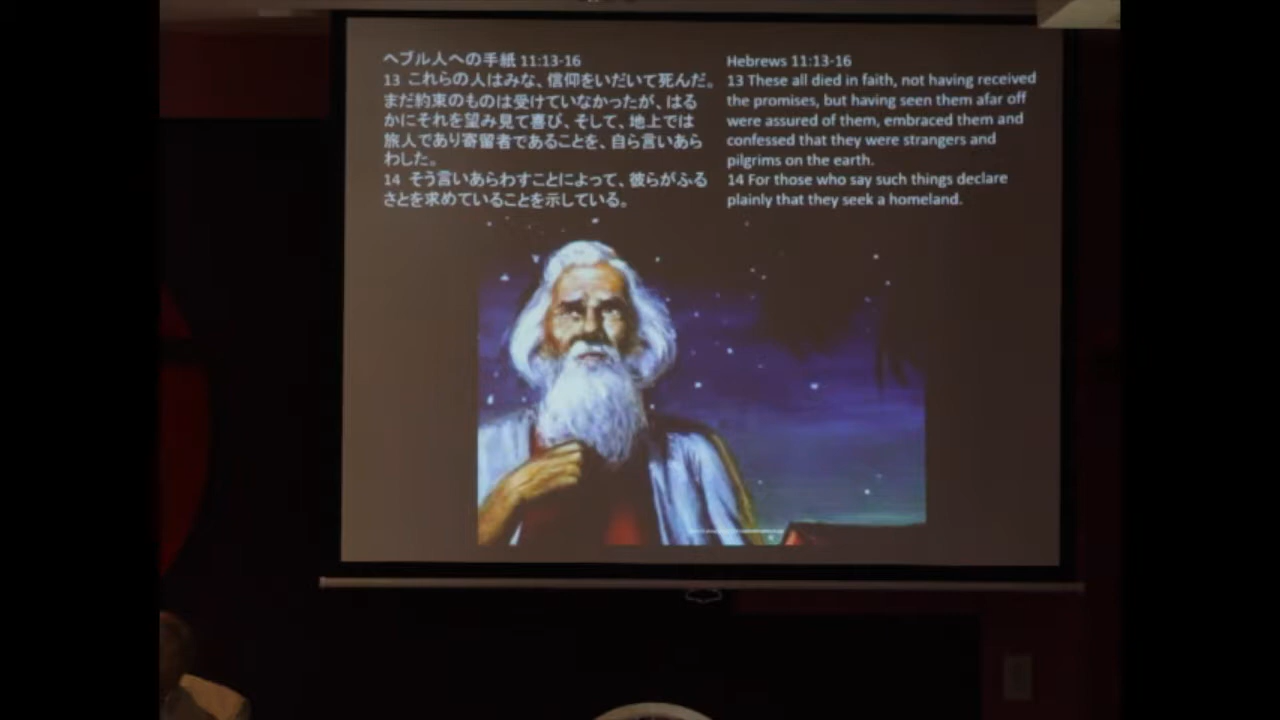 ヘブル人への手紙 11:13-16
13 これらの人はみな、信仰をいだいて死んだ。
まだ約束のものは受けていなかったが、はる
かにそれを望み見て喜び、そして、地上では
旅人であり寄留者であることを、自ら言いあら
わした。
14 そう言いあらわすことによって、彼らがふる
さとを求めていることを示している。
Hebrews 11:13-16
13 These all died in faith, not having received
the promises, but having seen them afar off
were assured of them, embraced them and
confessed that they were strangers and
pilgrims on the earth.
14 For those who say such things declare
plainly that they seek a homeland.